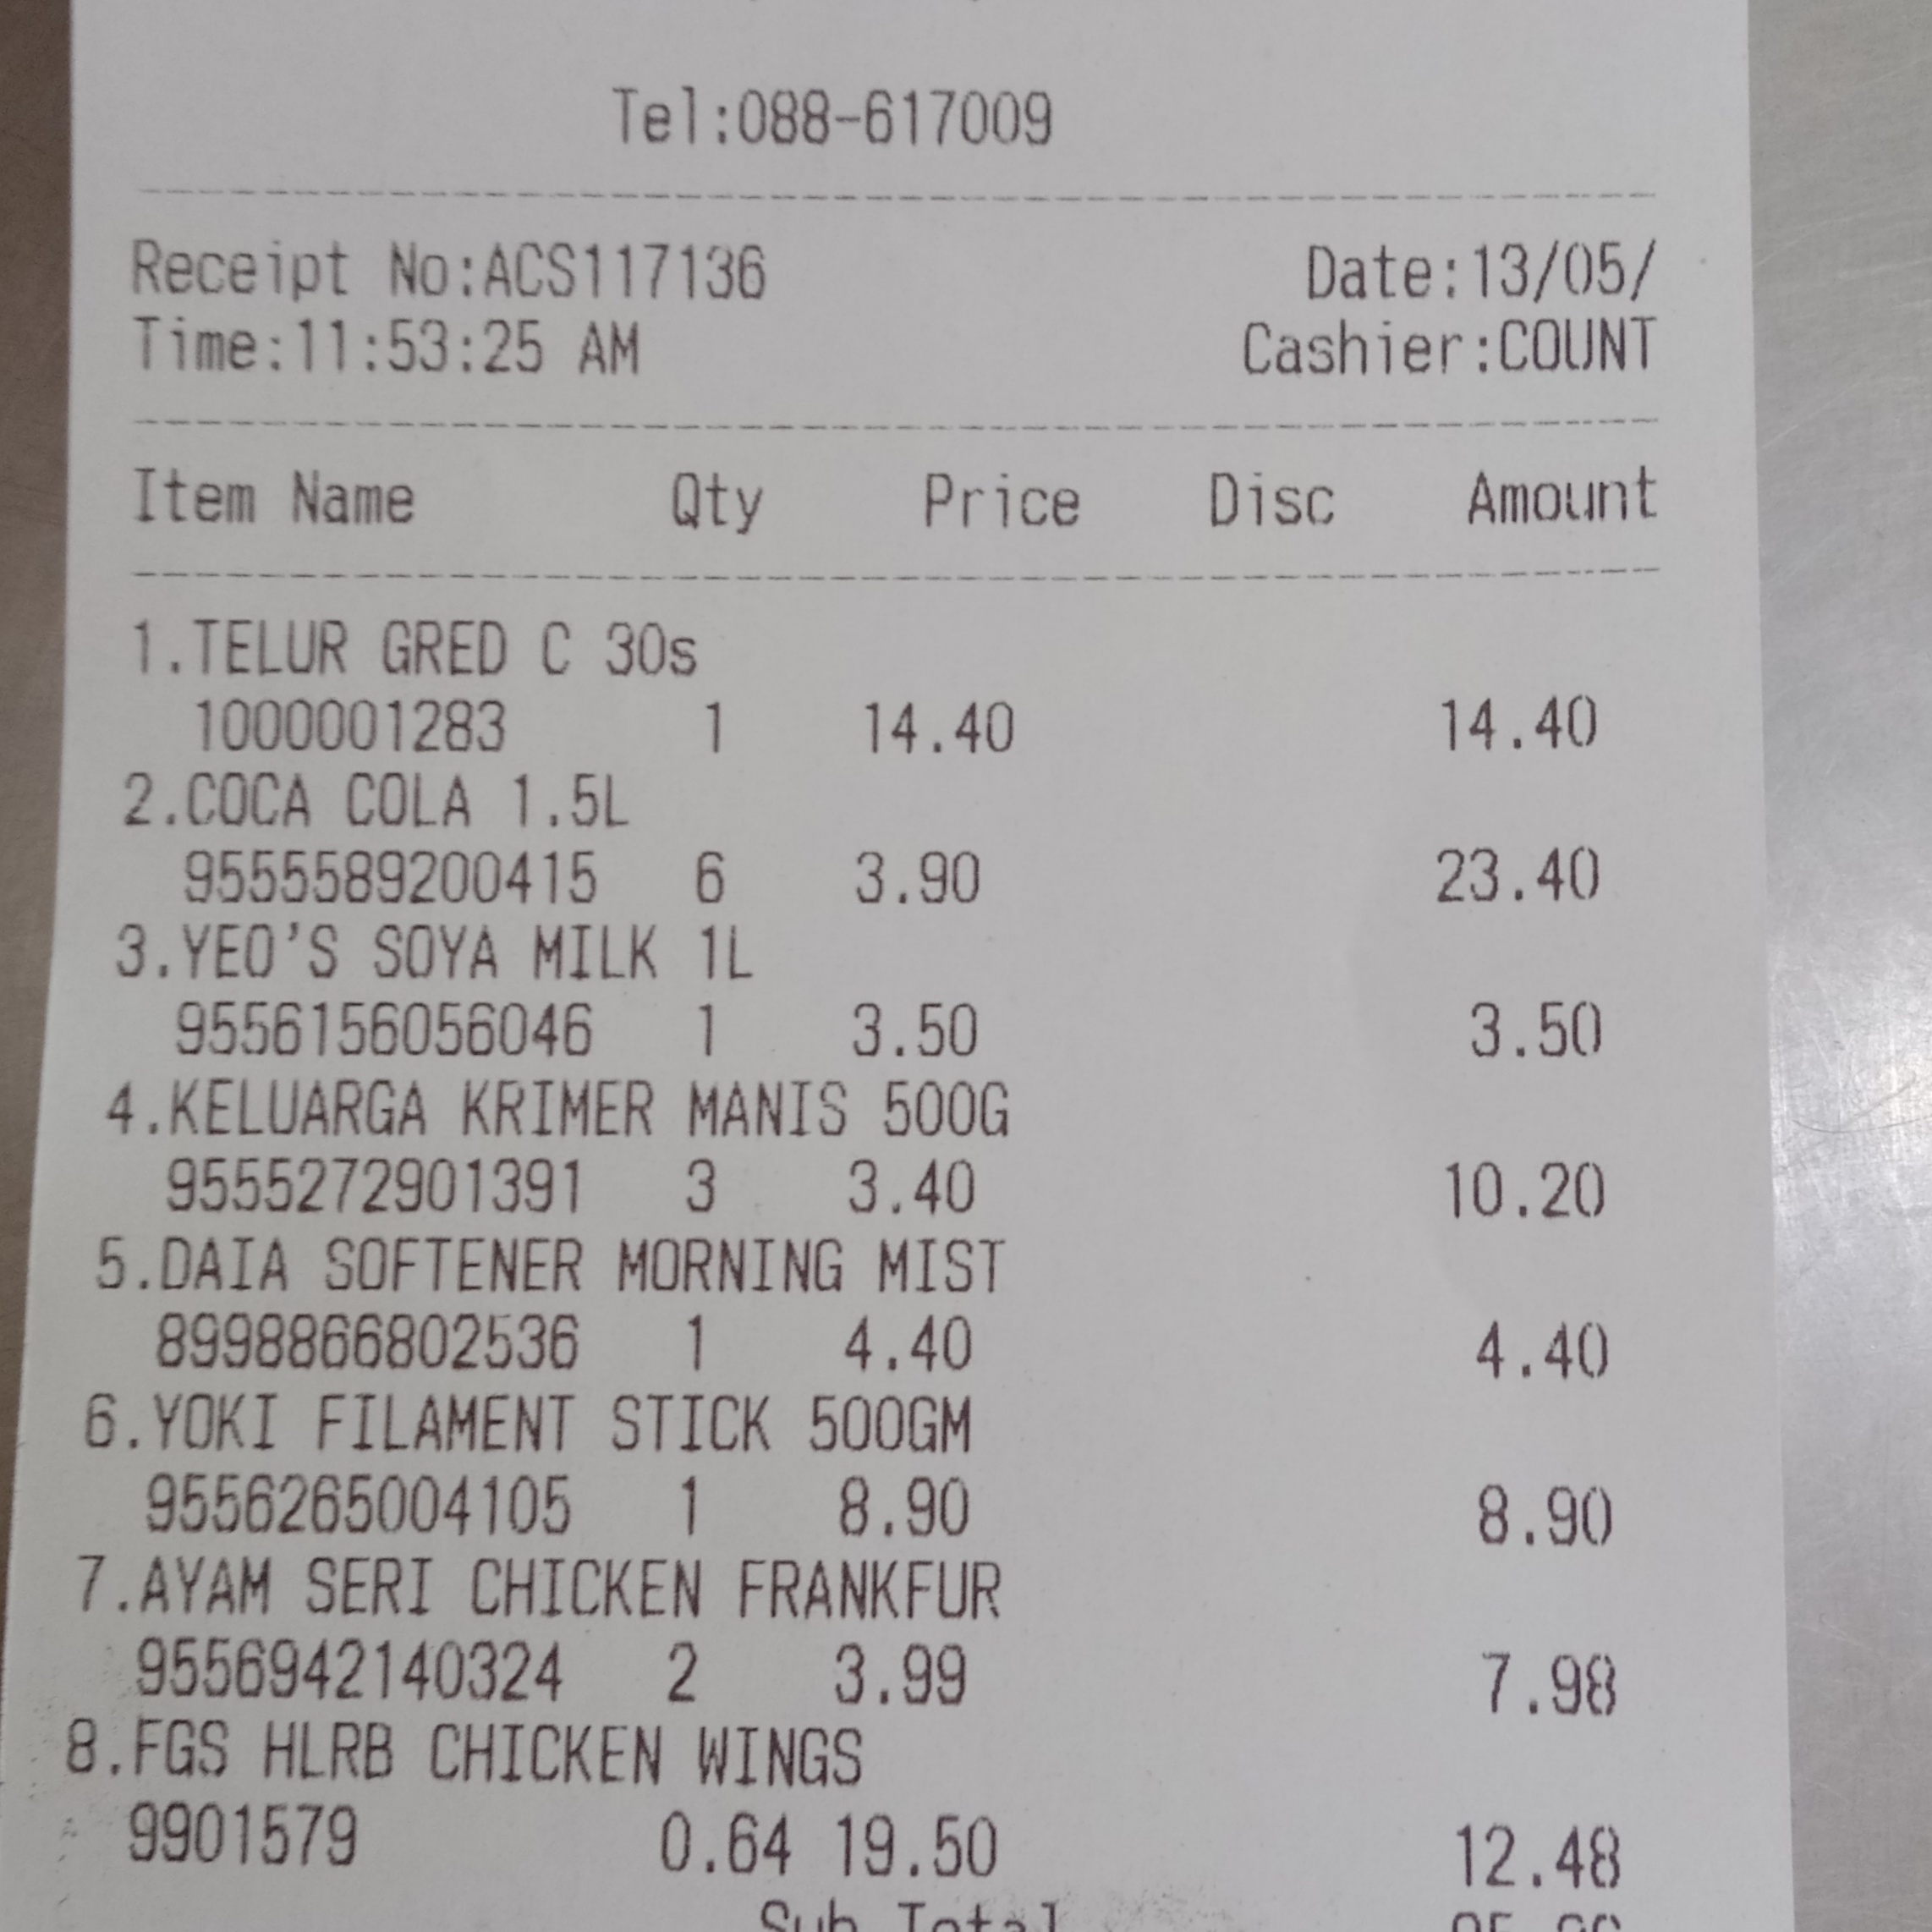 Tel:088-617009
Receipt No:ACS117136 Date:13/05/
Time:11:53:25 AM Cashier:COUNT
Item Name Qty Price Disc Amount
1.TELUR GRED C 30s
1000001283 1 14.40 14.40
2.COCA COLA 1.5L
9555589200415 6 3.90 23.40
3.YEO'S SOYA MILK 1L
9556156056046 1 3.50 3.50
4.KELUARGA KRIMER MANIS 500G
9555272901391 3 3.40 10.20
5.DAIA SOFTENER MORNING MIST
8998866802536 1 4.40 4.40
6.YOKI FILAMENT STICK 500GM
9556265004105 1 8.90 8.90
7.AYAM SERI CHICKEN FRANKFUR
9556942140324 2 3.99 7.98
8.FGS HLRB CHICKEN WINGS
9901579 0.64 19.50 12.48
Sub Total